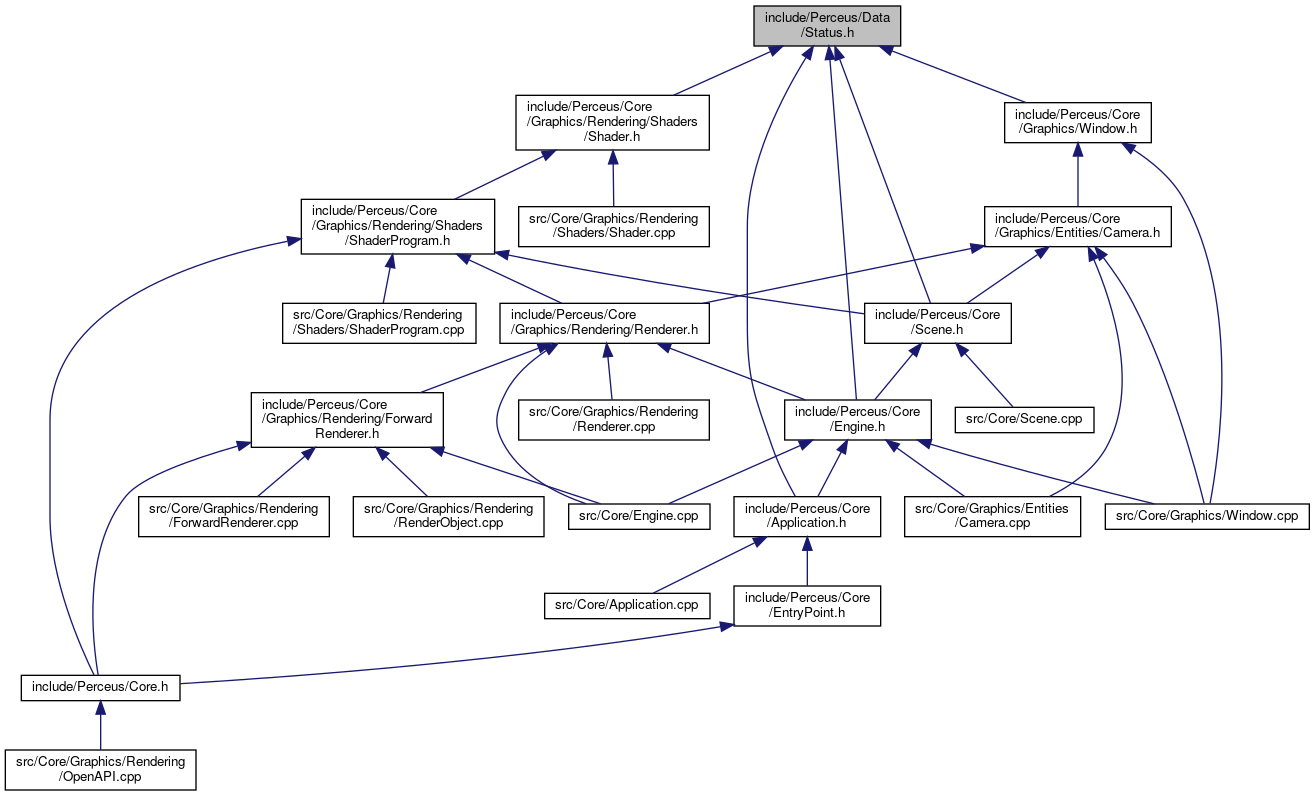 include/Perceus/Data
/Status.h
include/Perceus/Core
/Graphics/Rendering/Shaders
/Shader.h
include/Perceus/Core
/Graphics/Window.h
include/Perceus/Core
/Graphics/Rendering/Shaders
/ShaderProgram.h
src/Core/Graphics/Rendering
/Shaders/Shader.cpp
include/Perceus/Core
/Graphics/Entities/Camera.h
src/Core/Graphics/Rendering
/Shaders/ShaderProgram.cpp
include/Perceus/Core
/Graphics/Rendering/Renderer.h
include/Perceus/Core
/Scene.h
include/Perceus/Core
/Graphics/Rendering/Forward
Renderer.h
src/Core/Graphics/Rendering
/Renderer.cpp
include/Perceus/Core
/Engine.h
src/Core/Scene.cpp
src/Core/Graphics/Rendering
/ForwardRenderer.cpp
src/Core/Graphics/Rendering
/RenderObject.cpp
src/Core/Engine.cpp
include/Perceus/Core
/Application.h
src/Core/Graphics/Entities
/Camera.cpp
src/Core/Graphics/Window.cpp
src/Core/Application.cpp
include/Perceus/Core
/EntryPoint.h
include/Perceus/Core.h
src/Core/Graphics/Rendering
/OpenAPI.cpp